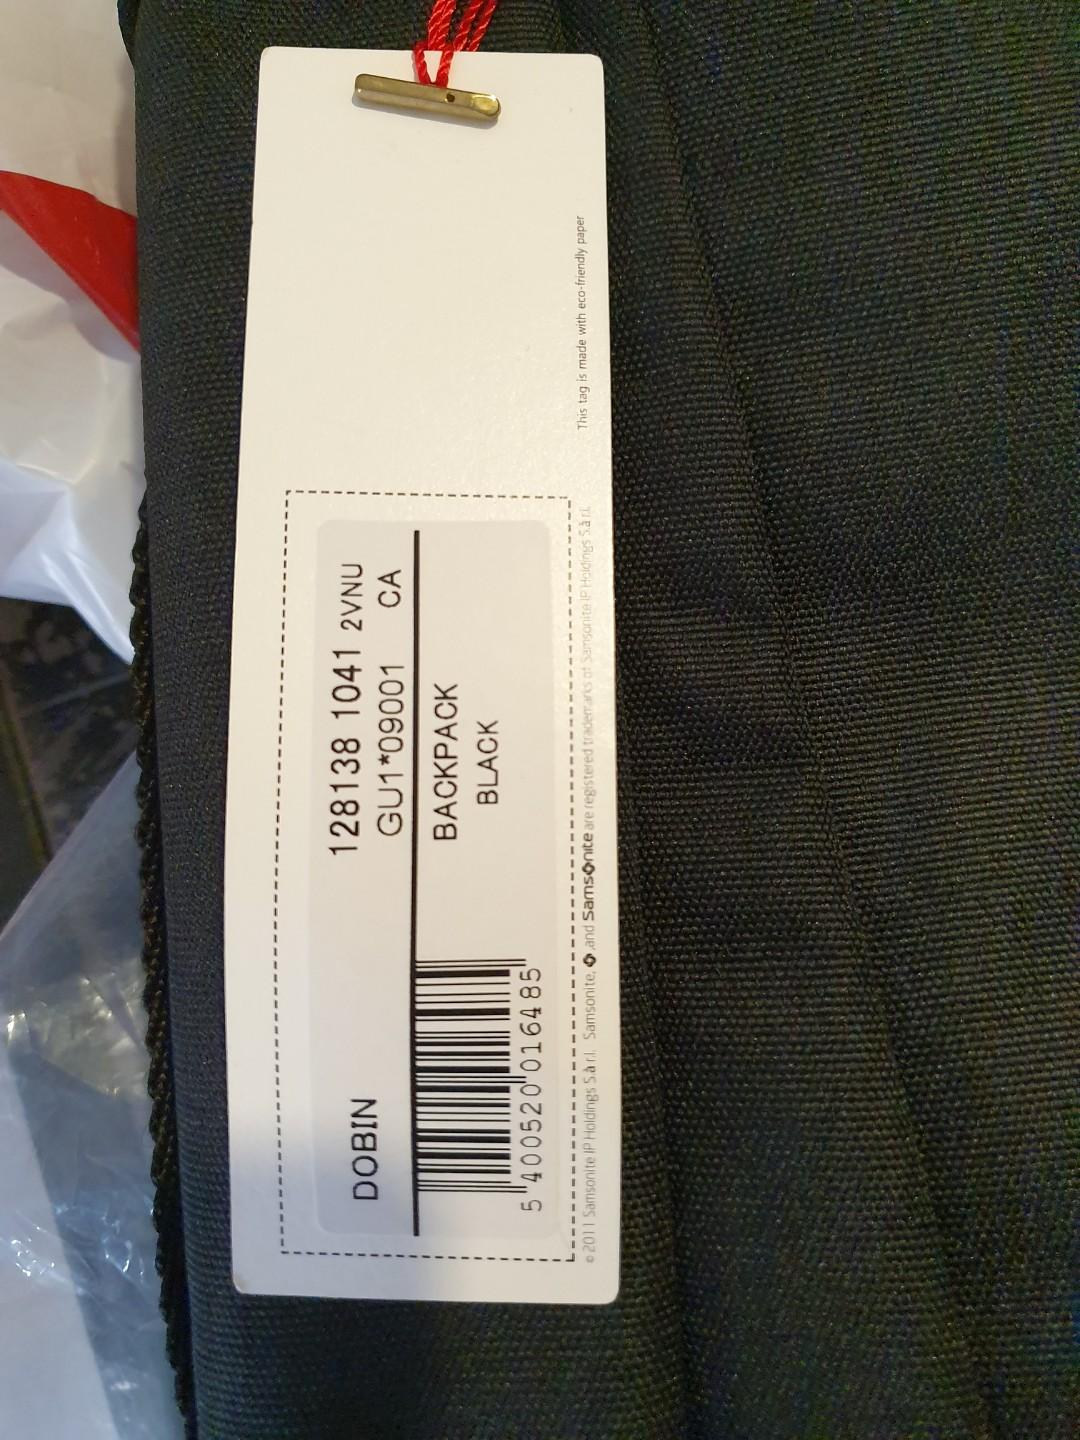 DOBIN 128138 1041 2VNU
GU1*09001 CA
BACKPACK
BLACK
5 400520 016485
© 2011 Samsonite IP Holdings S.à r.l. Samsonite, and Samsonite are registered trademarks of Samsonite IP Holdings S.à r.l.
This tag is made with eco-friendly paper